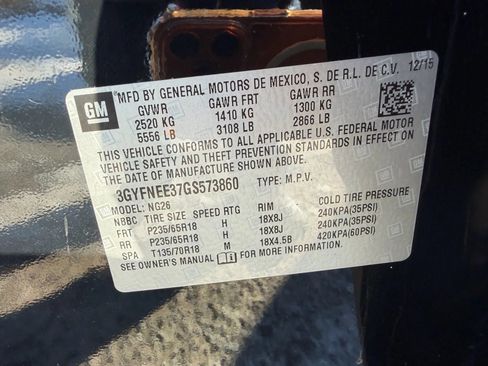 GM
*MFD BY GENERAL MOTORS DE MEXICO, S. DE R.L. DE C.V. 12/15
GVWR GAWR FRT GAWR RR
2520 KG 1410 KG 1300 KG
5556 LB 3108 LB 2866 LB
THIS VEHICLE CONFORMS TO ALL APPLICABLE U.S. FEDERAL MOTOR
VEHICLE SAFETY AND THEFT PREVENTION STANDARDS IN EFFECT ON
THE DATE OF MANUFACTURE SHOWN ABOVE.
3GYFNEE37GS573860 TYPE: M.P.V.
MODEL: NG26
NBBC TIRE SIZE SPEED RTG RIM COLD TIRE PRESSURE
FRT P235/65R18 H 18X8J 240KPA(35PSI)
RR P235/65R18 H 18X8J 240KPA(35PSI)
SPA T135/70R18 M 18X4.5B 420KPA(60PSI)
SEE OWNER'S MANUAL FOR MORE INFORMATION.